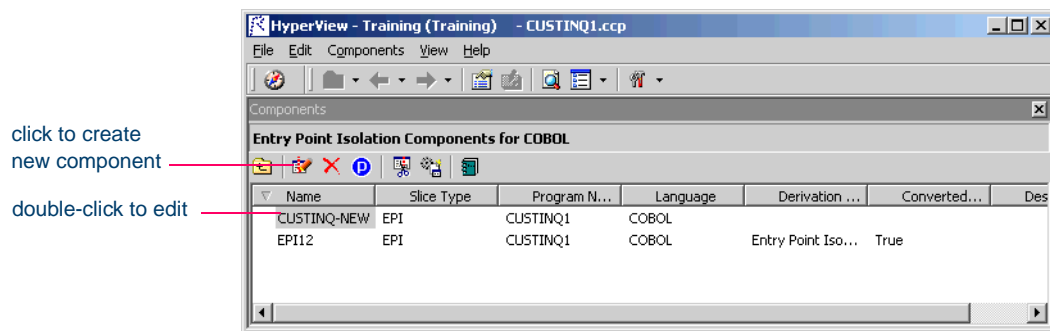 HyperView - Training (Training) - CUSTINQ1.ccp
File Edit Components View Help
Components
Entry Point Isolation Components for COBOL
click to create
new component
double-click to edit
Name Slice Type Program N... Language Derivation ... Converted... Des
CUSTINQ-NEW EPI CUSTINQ1 COBOL
EPI12 EPI CUSTINQ1 COBOL Entry Point Iso... True